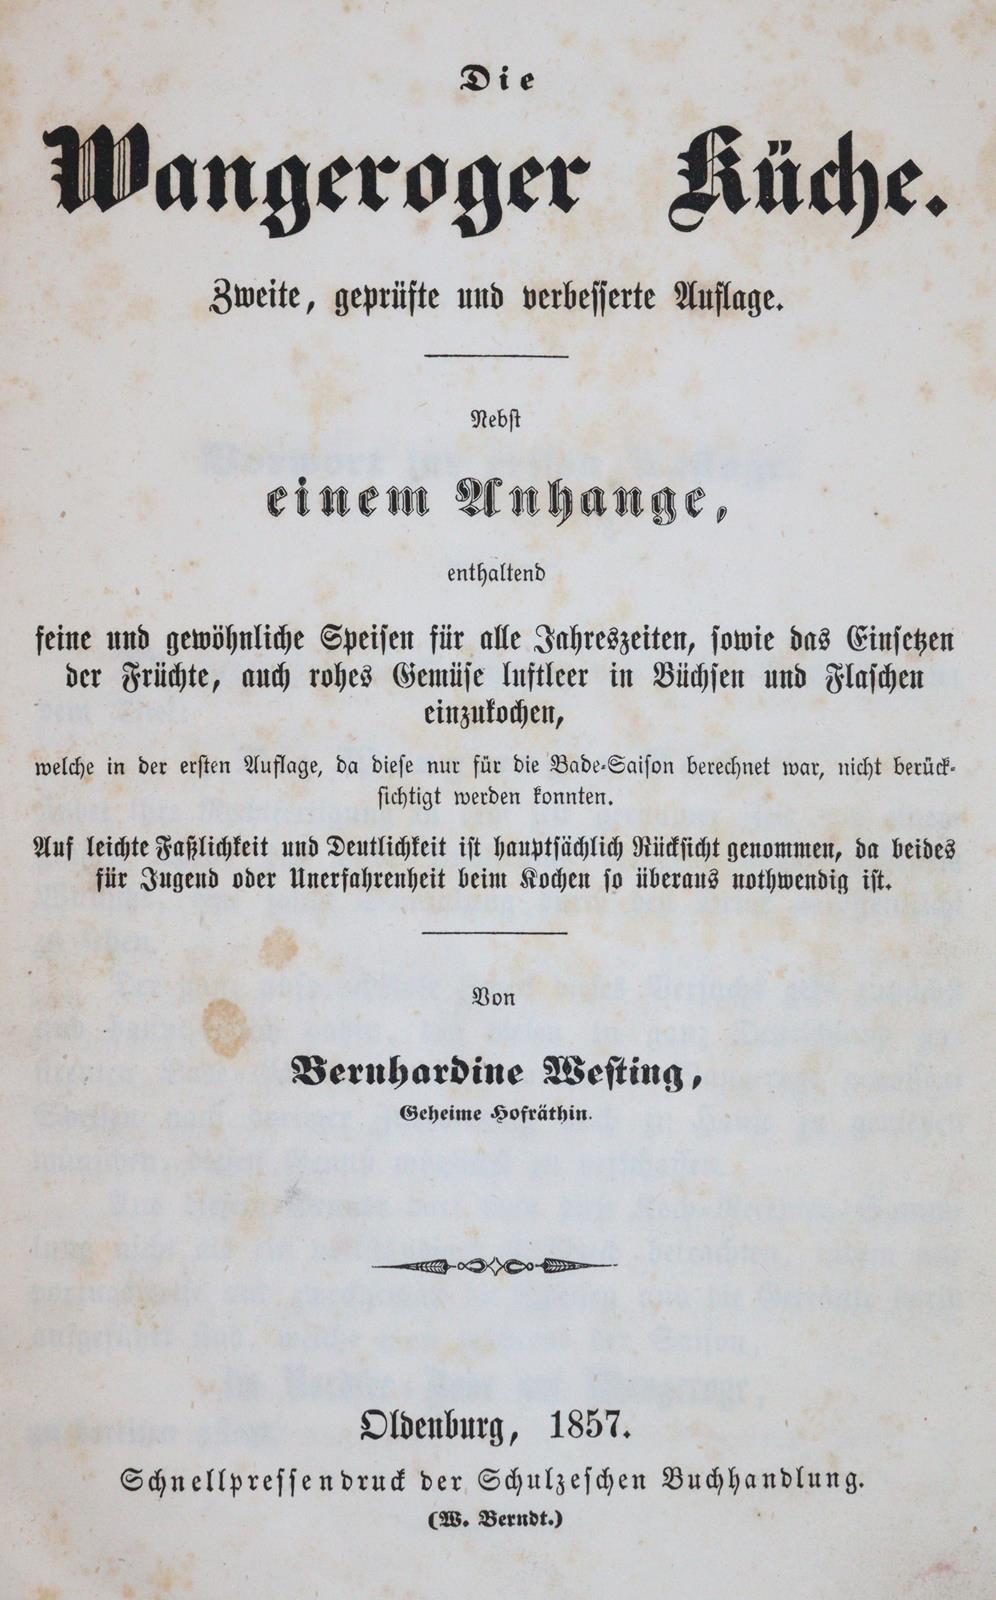 Die
Wangeroger Küche.
Zweite, geprüfte und verbesserte Auflage.
Nebst
einem Anhange,
enthaltend
feine und gewöhnliche Speisen für alle Jahreszeiten, sowie das Einsetzen
der Früchte, auch rohes Gemüse luftleer in Büchsen und Flaschen
einzukochen,
welche in der ersten Auflage, da diese nur für die Bade-Saison berechnet war, nicht berück-
sichtigt werden konnten.
Auf leichte Faßlichkeit und Deutlichkeit ist hauptsächlich Rücksicht genommen, da beides
für Jugend oder Unerfahrenheit beim Kochen so überaus nothwendig ist.
Von
Bernhardine Westing,
Geheime Hofräthin.
Oldenburg, 1857.
Schnellpressendruck der Schulzeschen Buchhandlung.
(W. Berndt.)